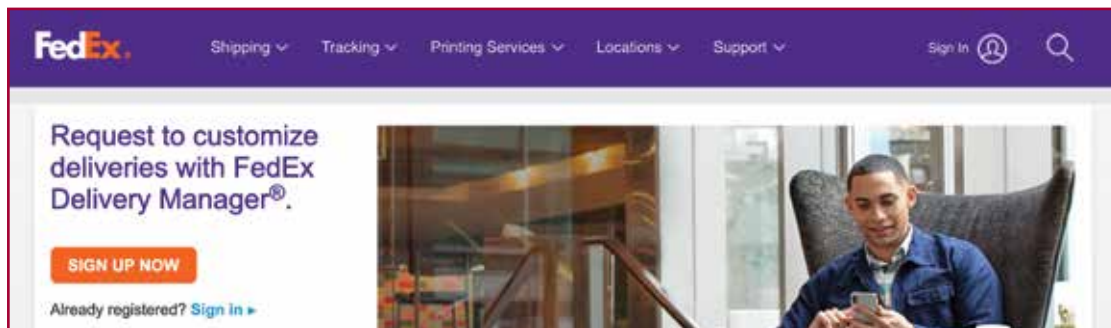 FedEx.
Shipping Tracking Printing Services Locations Support Sign In
Request to customize
deliveries with FedEx
Delivery Manager®.
SIGN UP NOW
Already registered? Sign in ▸